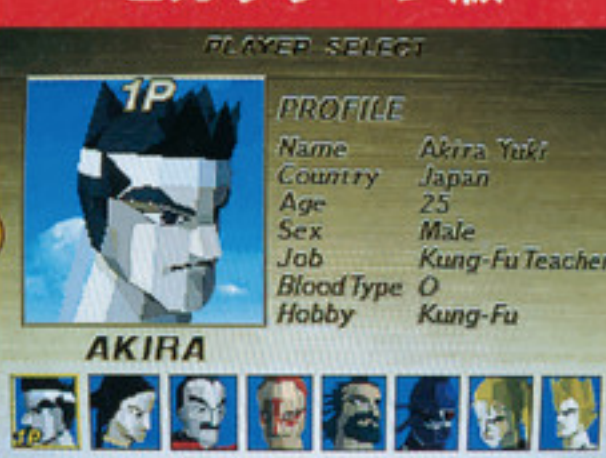 PLAYER SELECT
1P
PROFILE
Name Akira Yuki
Country Japan
Age 25
Sex Male
Job Kung-Fu Teacher
Blood Type O
Hobby Kung-Fu
AKIRA
1P